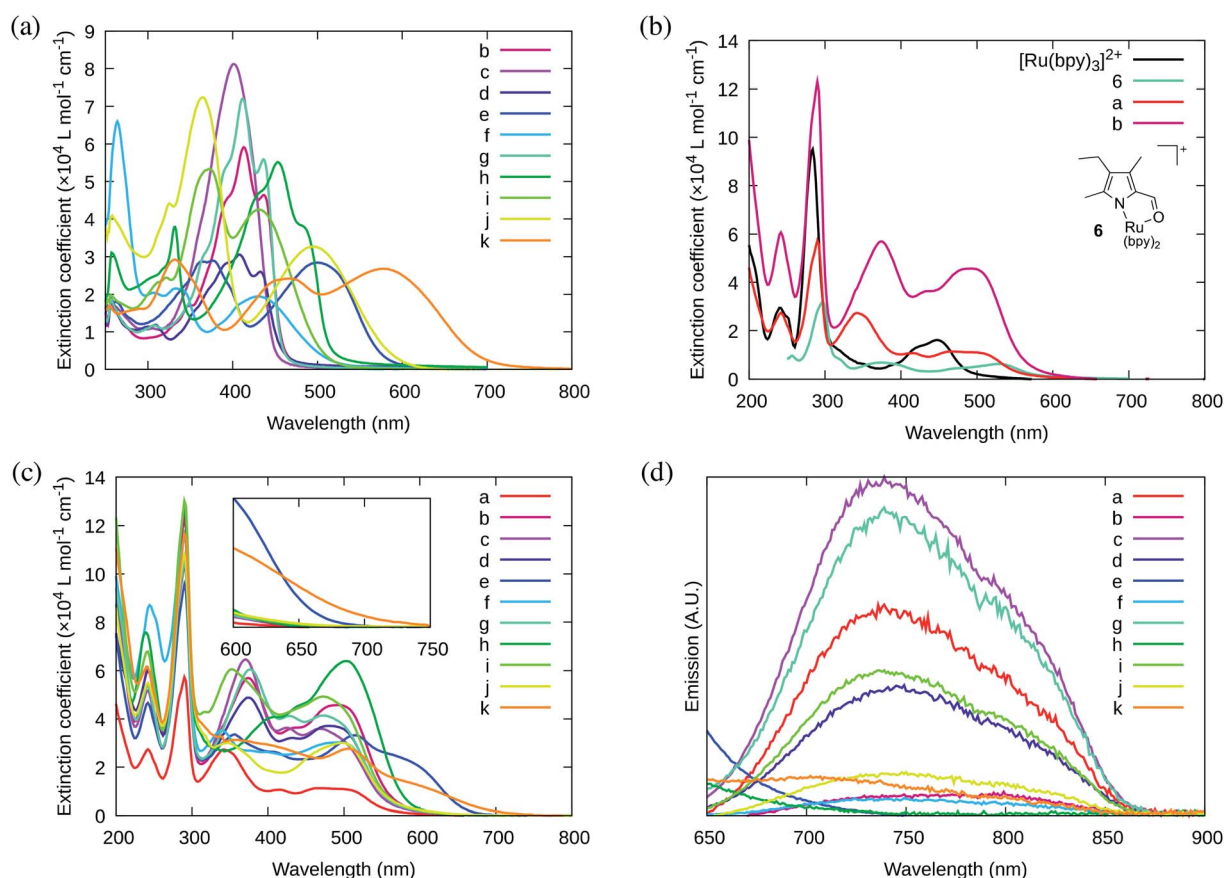 (a)
Extinction coefficient (×10⁴ L mol⁻¹ cm⁻¹)
9
8
7
6
5
4
3
2
1
0
b
c
d
e
f
g
h
i
j
k
300 400 500 600 700 800
Wavelength (nm)
(b)
Extinction coefficient (×10⁴ L mol⁻¹ cm⁻¹)
14
12
10
8
6
4
2
0
[Ru(bpy)₃]²⁺
6
a
b
+
N
O
Ru
(bpy)₂
6
200 300 400 500 600 700 800
Wavelength (nm)
(c)
Extinction coefficient (×10⁴ L mol⁻¹ cm⁻¹)
14
12
10
8
6
4
2
0
600 650 700 750
a
b
c
d
e
f
g
h
i
j
k
200 300 400 500 600 700 800
Wavelength (nm)
(d)
Emission (A.U.)
a
b
c
d
e
f
g
h
i
j
k
650 700 750 800 850 900
Wavelength (nm)